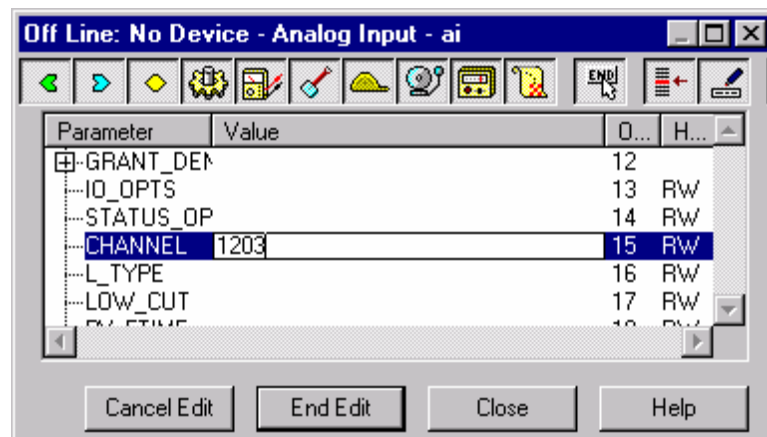 Off Line: No Device - Analog Input - ai
END
Parameter Value O... H...
GRANT_DEN 12
IO_OPTS 13 RW
STATUS_OP 14 RW
CHANNEL 1203 15 RW
L_TYPE 16 RW
LOW_CUT 17 RW
Cancel Edit End Edit Close Help